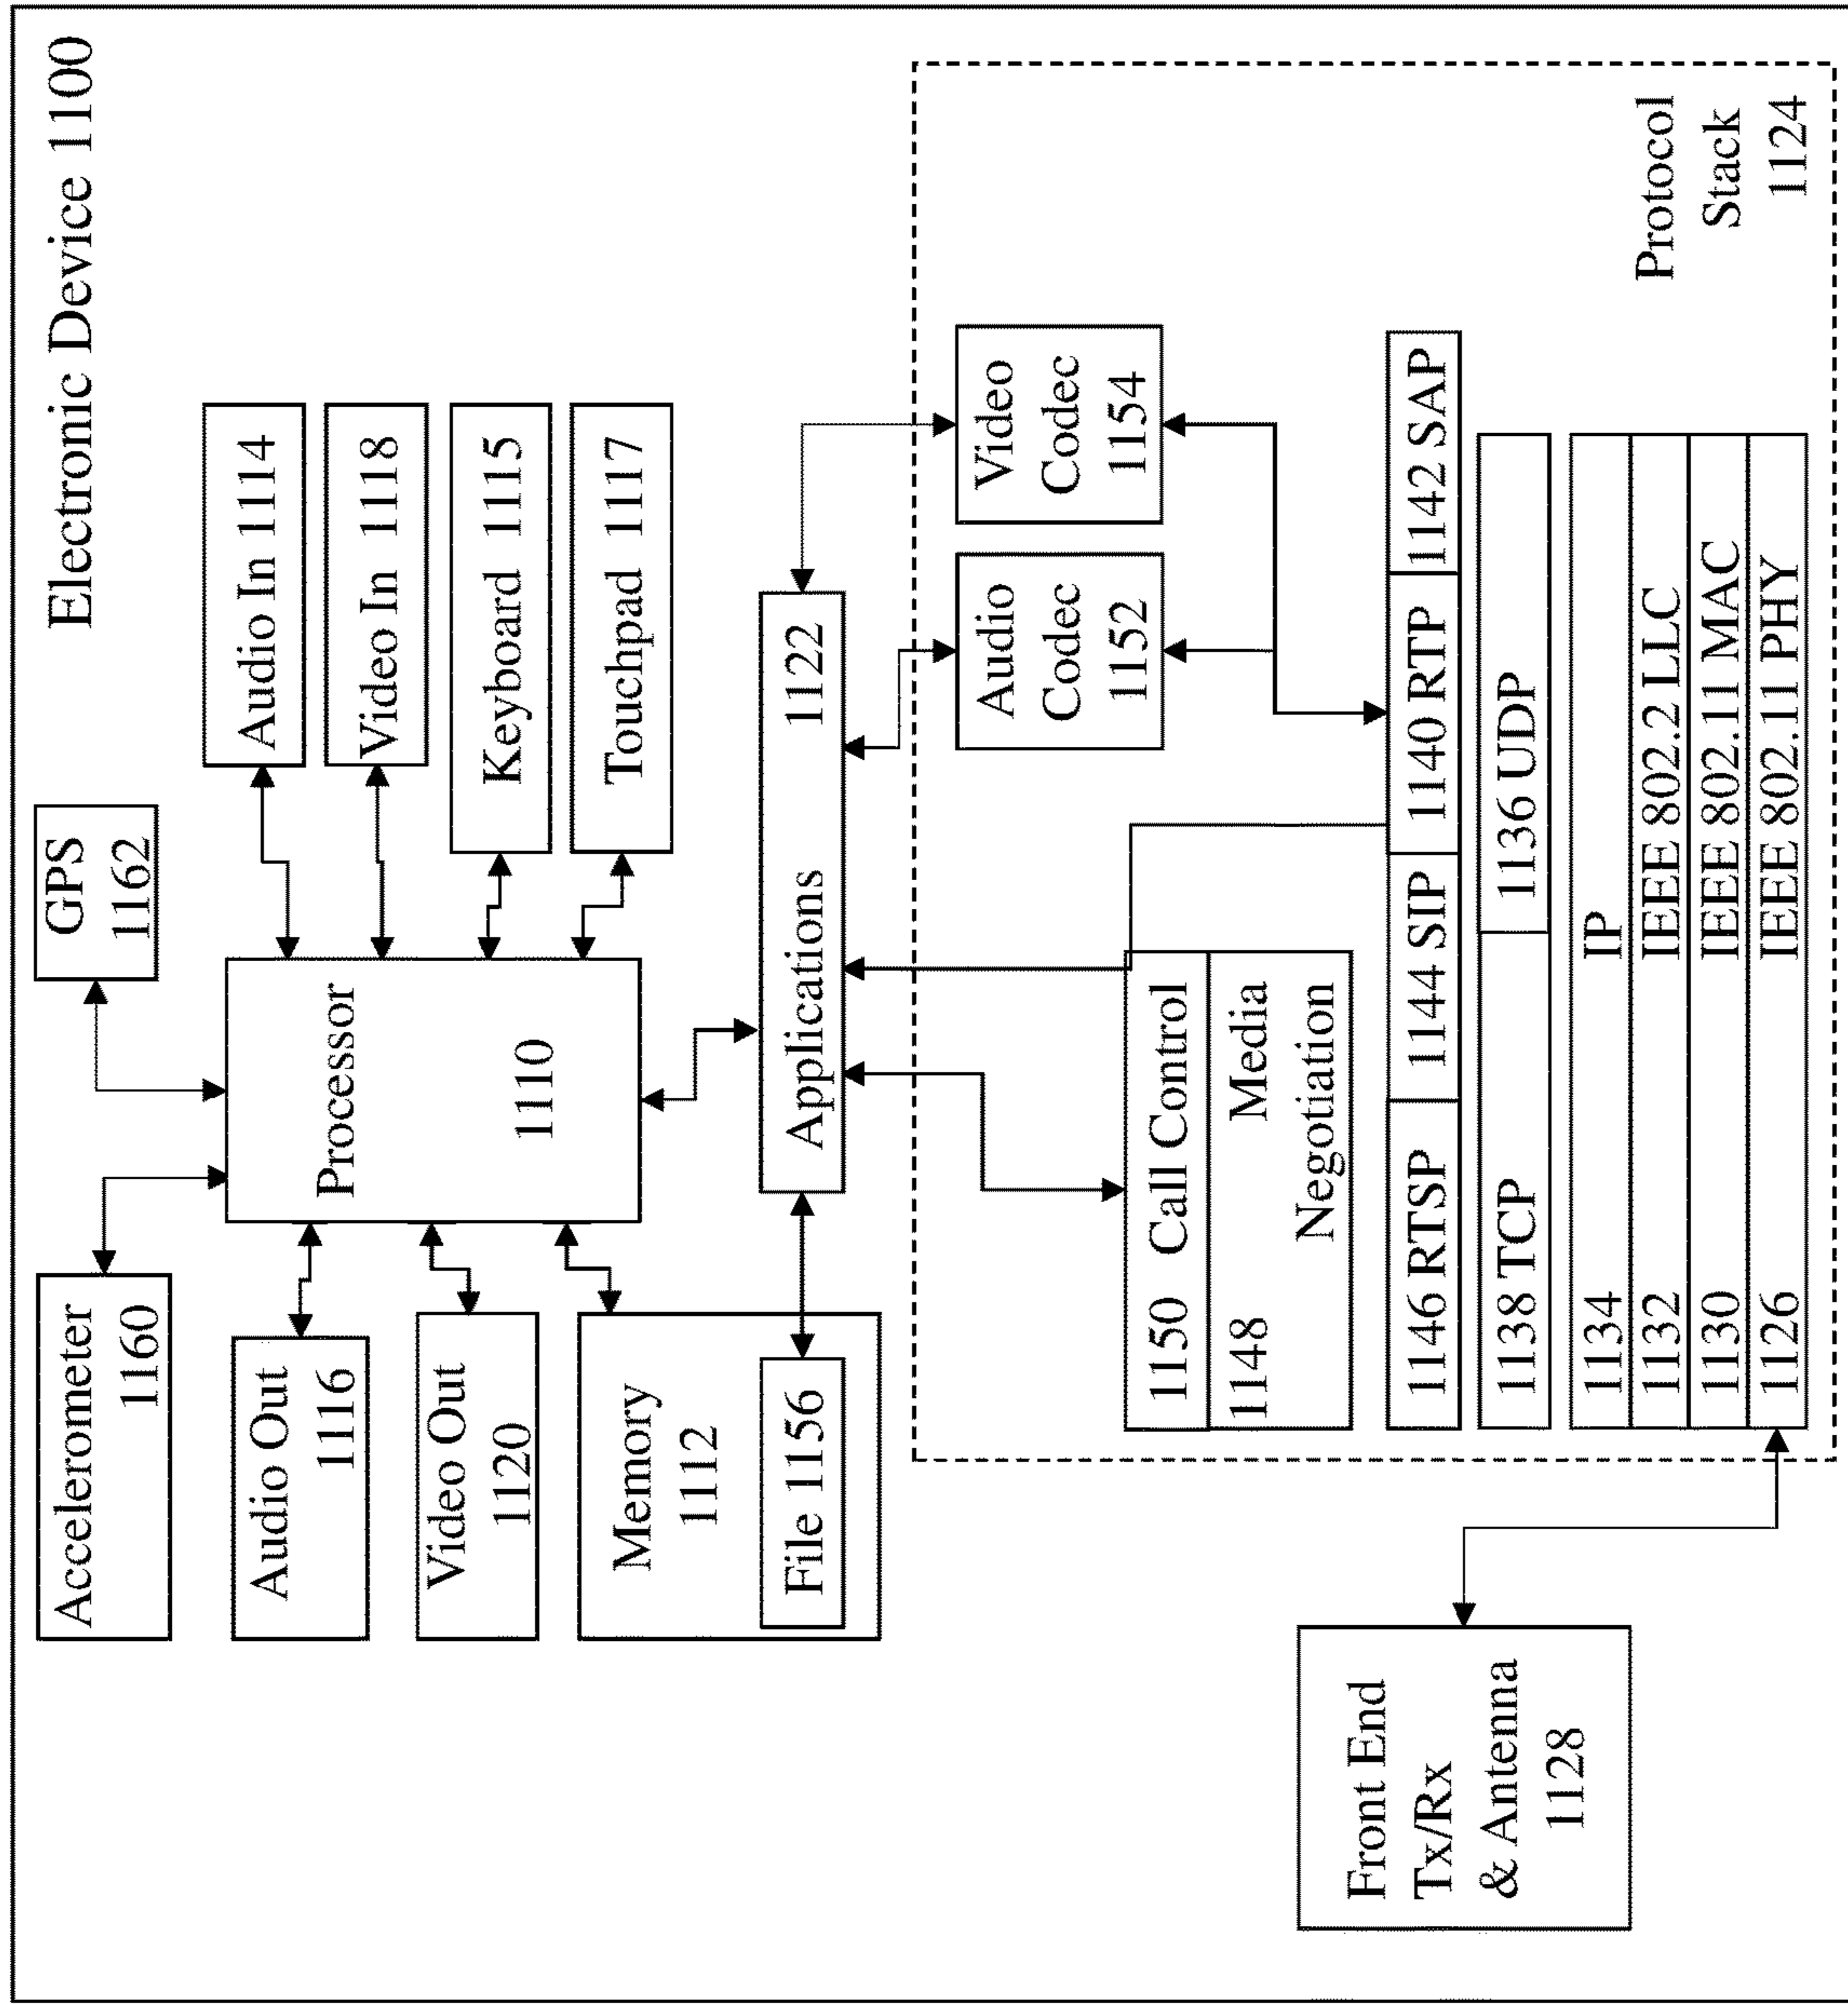 Electronic Device 1100
GPS
1162
Accelerometer
1160
Audio In 1114
Video In 1118
Keyboard 1115
Touchpad 1117
Processor
1110
Audio Out
1116
Video Out
1120
Memory
1112
File 1156
Applications 1122
Audio
Codec
1152
Video
Codec
1154
1150 Call Control
1148 Media
Negotiation
1146 RTSP
1144 SIP
1140 RTP
1142 SAP
1138 TCP
1136 UDP
1134 IP
1132 IEEE 802.2 LLC
1130 IEEE 802.11 MAC
1126 IEEE 802.11 PHY
Protocol
Stack
1124
Front End
Tx/Rx
& Antenna
1128